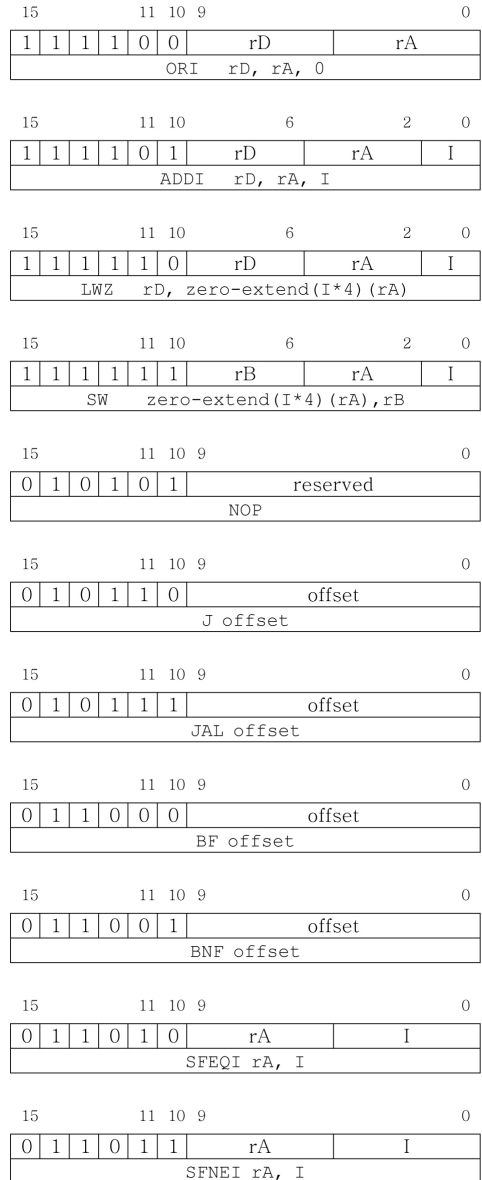 15 11 10 9 0
1 1 1 1 0 0 rD rA
ORI rD, rA, 0
15 11 10 6 2 0
1 1 1 1 0 1 rD rA I
ADDI rD, rA, I
15 11 10 6 2 0
1 1 1 1 1 0 rD rA I
LWZ rD, zero-extend(I*4)(rA)
15 11 10 6 2 0
1 1 1 1 1 1 rB rA I
SW zero-extend(I*4)(rA),rB
15 11 10 9 0
0 1 0 1 0 1 reserved
NOP
15 11 10 9 0
0 1 0 1 1 0 offset
J offset
15 11 10 9 0
0 1 0 1 1 1 offset
JAL offset
15 11 10 9 0
0 1 1 0 0 0 offset
BF offset
15 11 10 9 0
0 1 1 0 0 1 offset
BNF offset
15 11 10 9 0
0 1 1 0 1 0 rA I
SFEQI rA, I
15 11 10 9 0
0 1 1 0 1 1 rA I
SFNEI rA, I